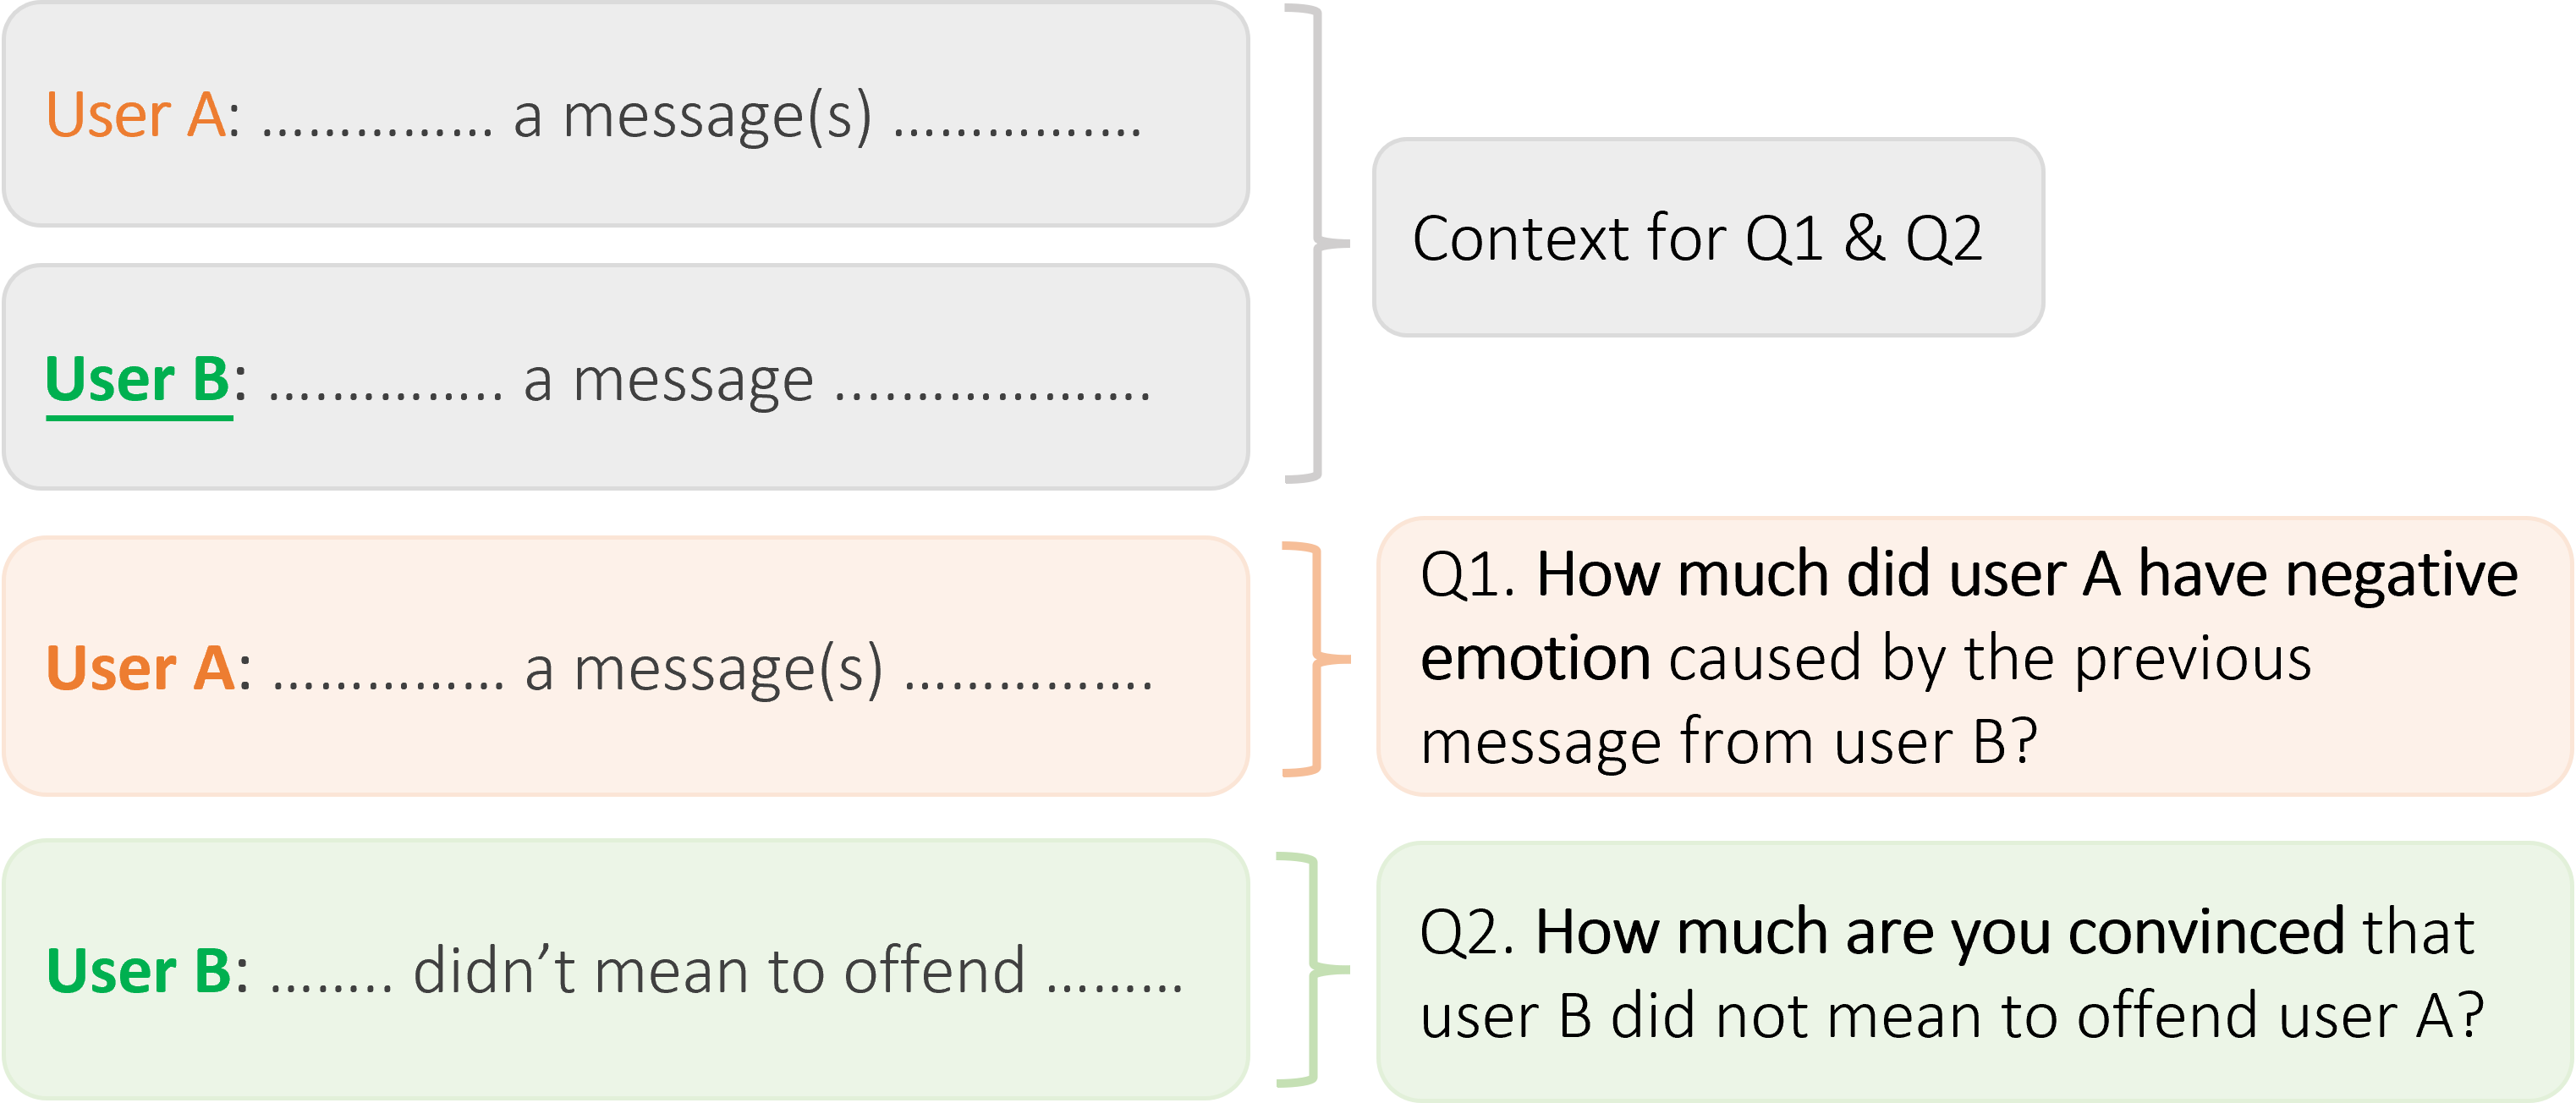 User A: …………… a message(s) …………….
Context for Q1 & Q2
User B: ………….. a message ………………….
User A: …………… a message(s) …………….
Q1. How much did user A have negative
emotion caused by the previous
message from user B?
User B: …….. didn’t mean to offend ………
Q2. How much are you convinced that
user B did not mean to offend user A?